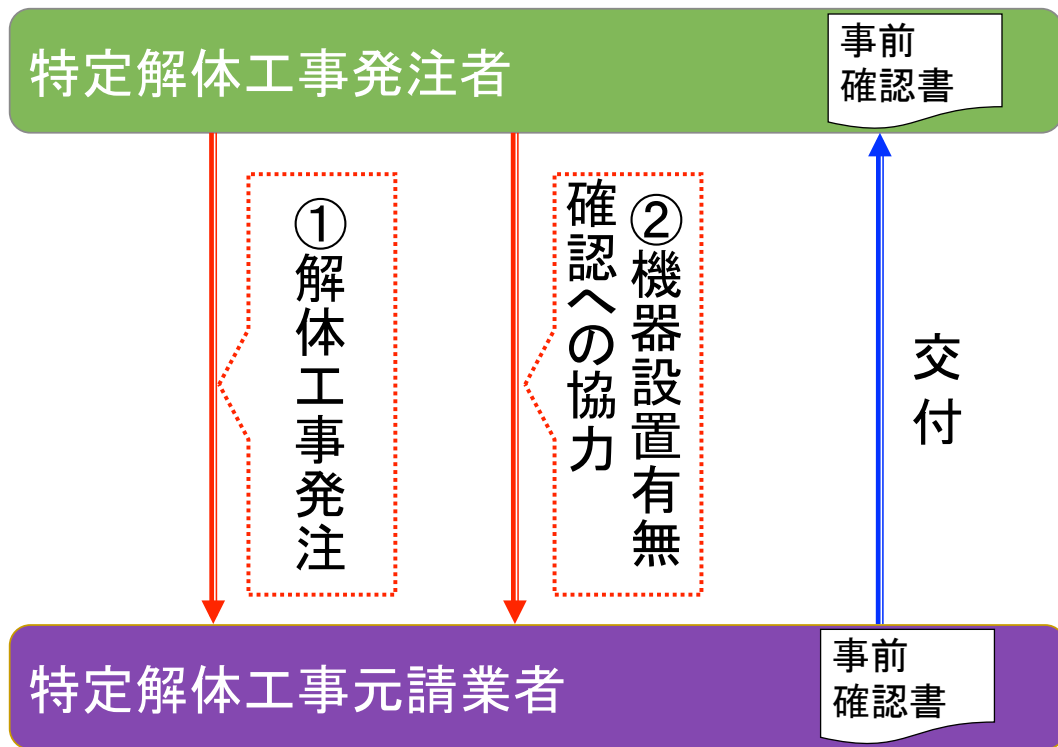 特定解体工事発注者
事前
確認書
①解体工事発注
②機器設置有無
確認への協力
交付
特定解体工事元請業者
事前
確認書